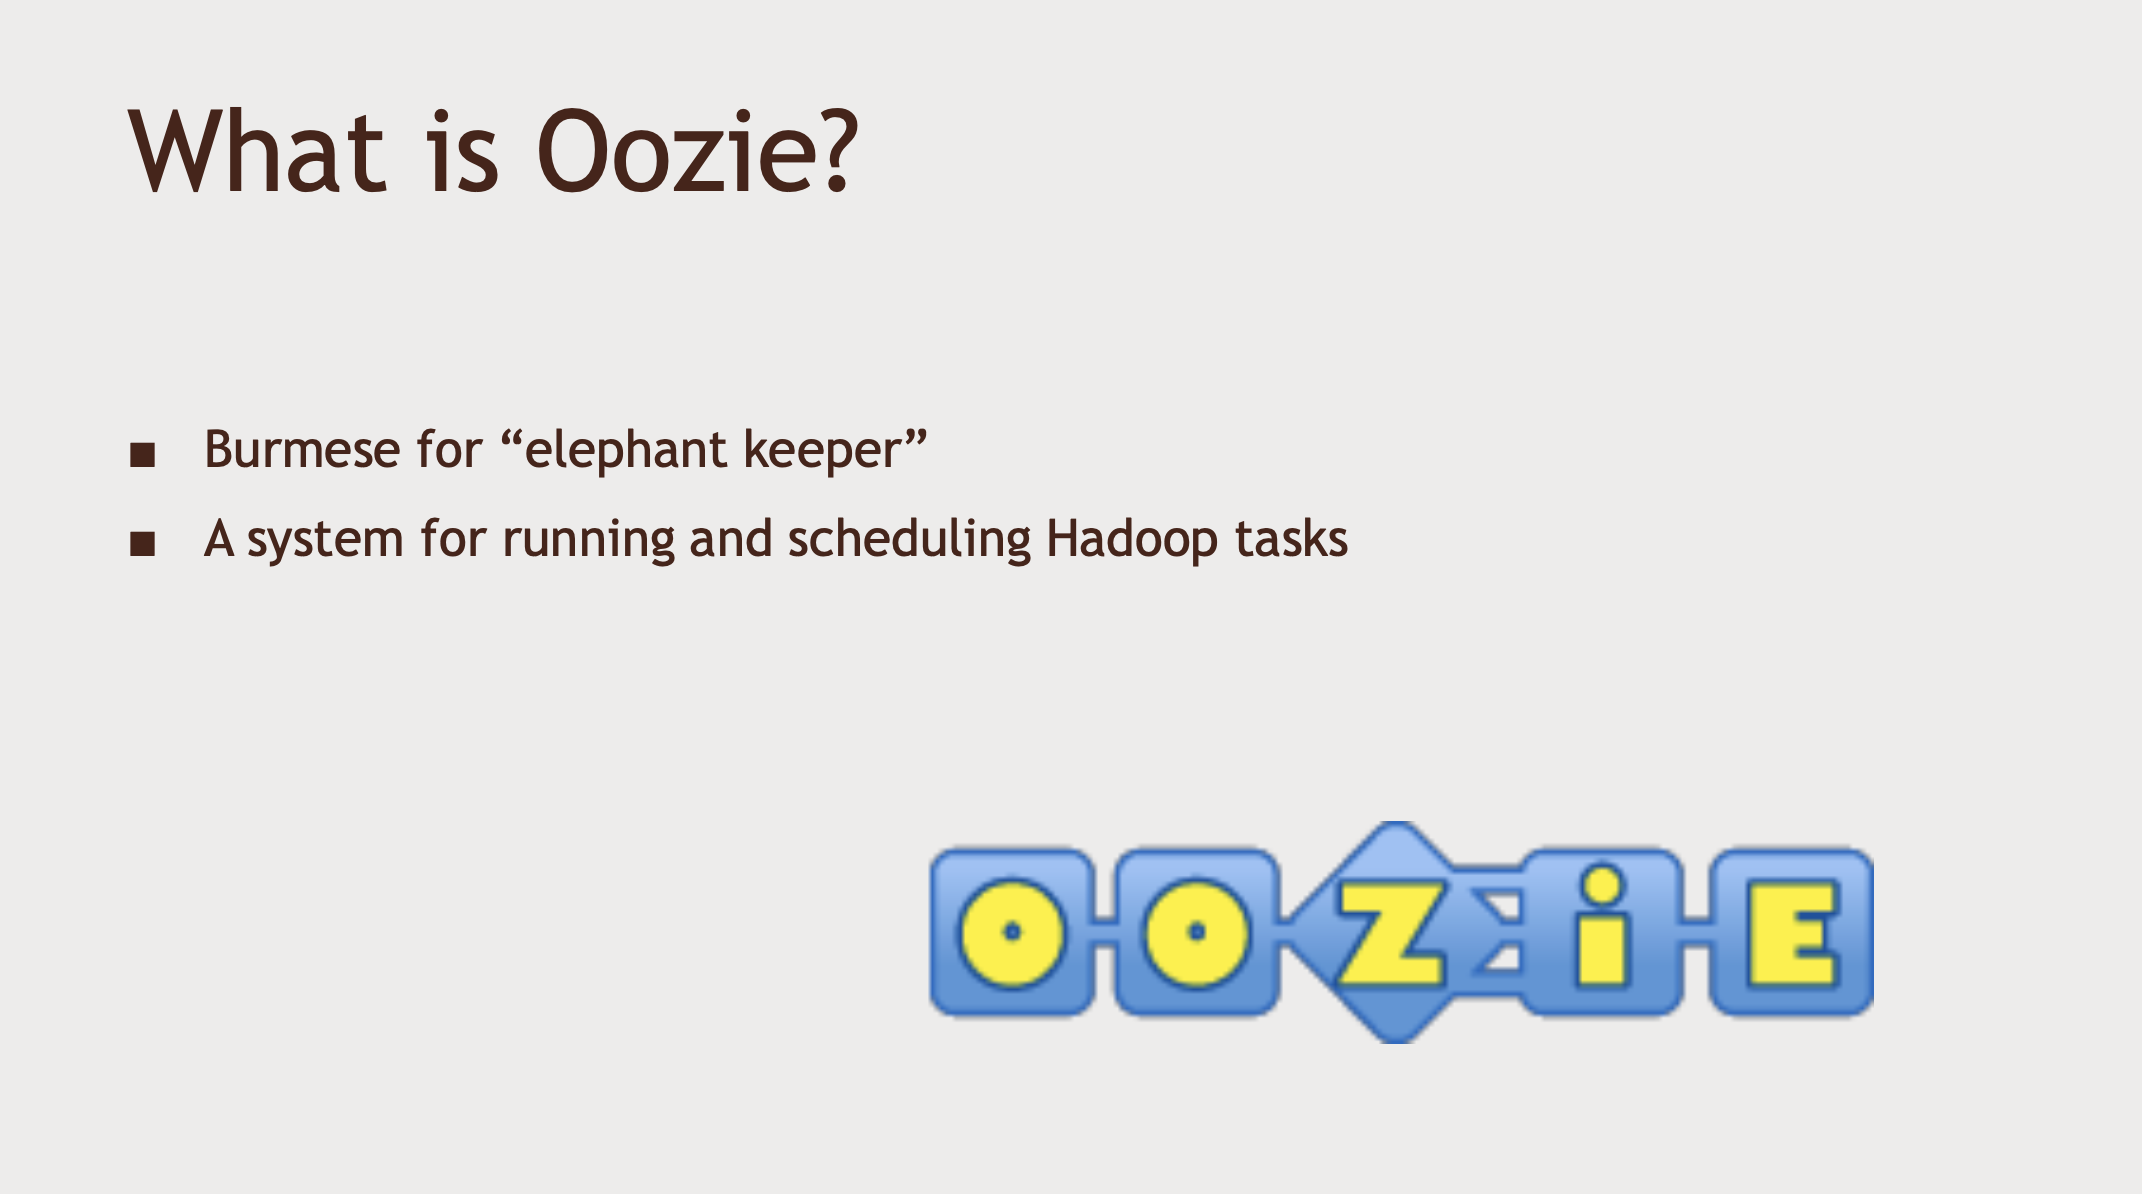 What is Oozie?
■ Burmese for “elephant keeper”
■ A system for running and scheduling Hadoop tasks
OOZiE